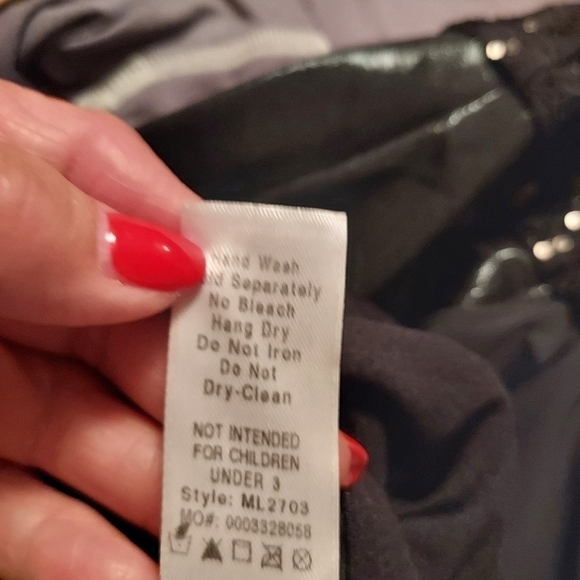 Hand Wash
Separately
No Bleach
Hang Dry
Do Not Iron
Do Not
Dry-Clean
NOT INTENDED
FOR CHILDREN
UNDER 3
Style: ML2703
MO#: 0003328058